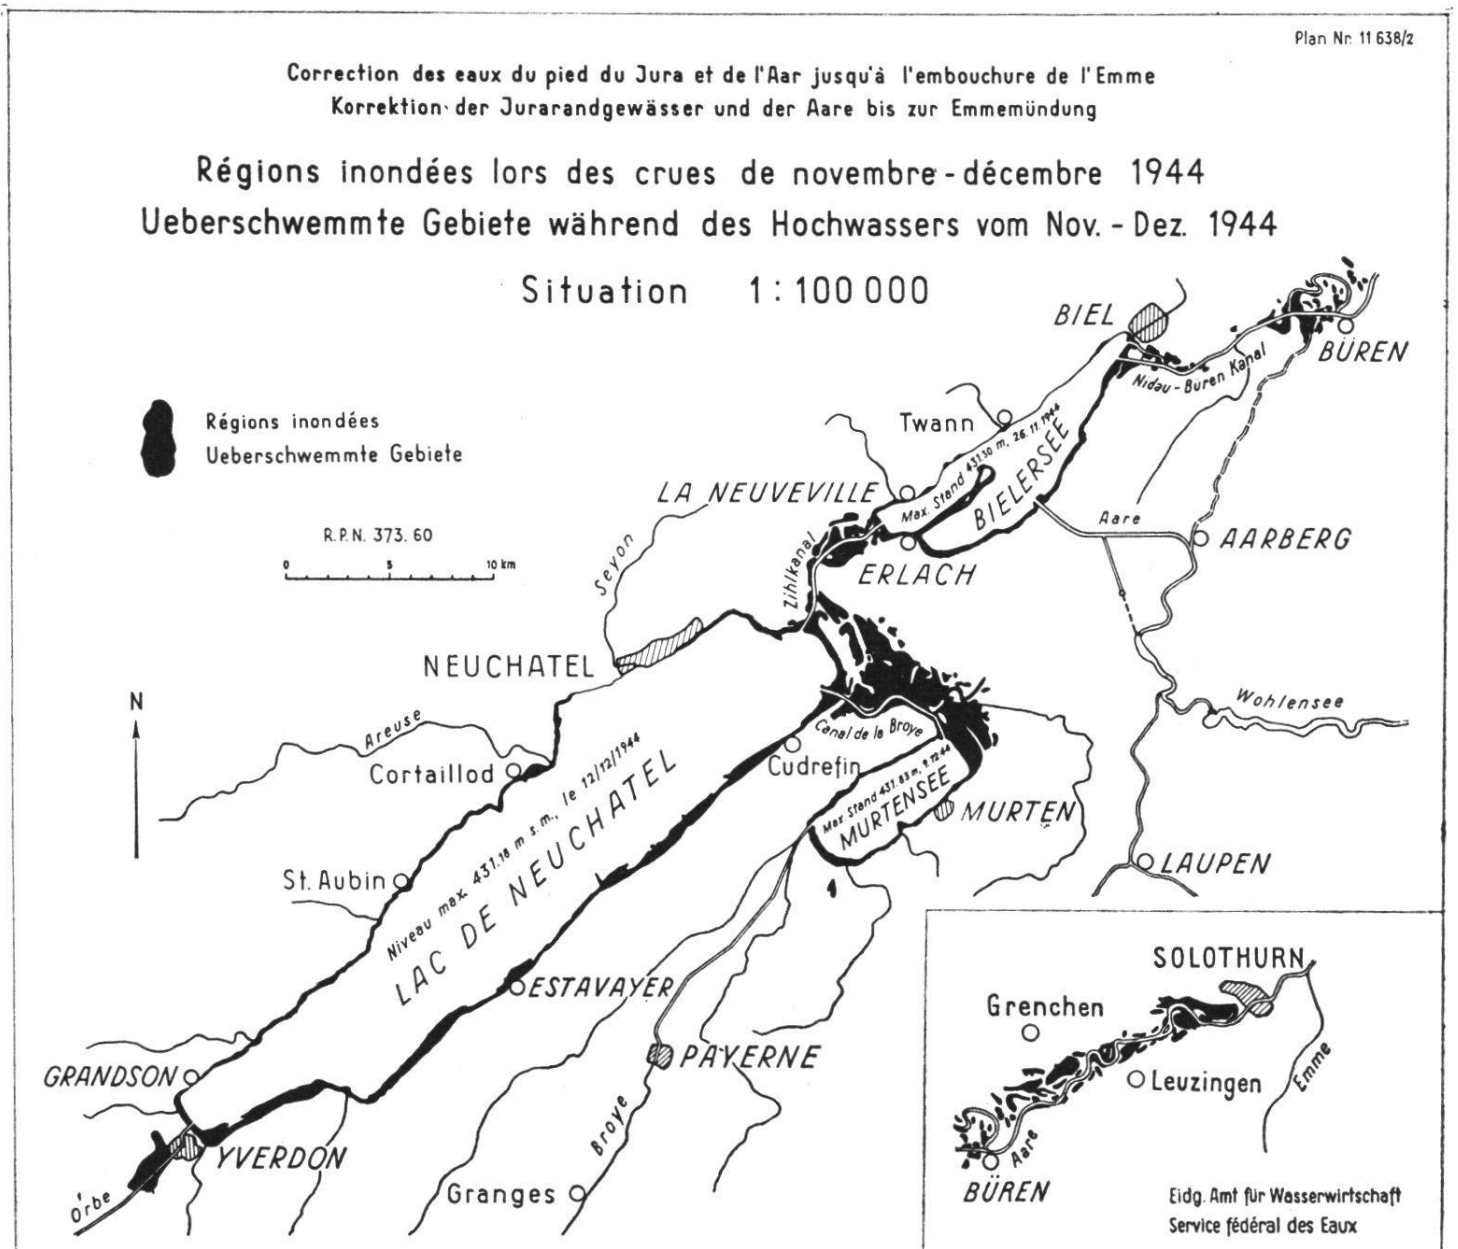 Plan Nr. 11 638/2
Correction des eaux du pied du Jura et de l'Aar jusqu'à l'embouchure de l'Emme
Korrektion der Jurarandgewässer und der Aare bis zur Emmemündung
Régions inondées lors des crues de novembre-décembre 1944
Ueberschwemmte Gebiete während des Hochwassers vom Nov. - Dez. 1944
Situation 1 : 100 000
BIEL
BÜREN
Nidau-Büren Kanal
Régions inondées
Ueberschwemmte Gebiete
Twann
Max. Stand 431.30 m, 26.11.1944
BIELERSEE
LA NEUVEVILLE
R.P.N. 373.60
0 5 10 km
Seyon
Zihlkanal
ERLACH
Aare
AARBERG
NEUCHATEL
N
Areuse
Wohlensee
Canal de la Broye
Cortaillod
Cudrefin
Niveau max. 431.18 m s.m., le 12/12/1944
LAC DE NEUCHATEL
Max. Stand 431.83 m, 9.12.44
MURTENSEE
MURTEN
St. Aubin
LAUPEN
ESTAVAYER
SOLOTHURN
Grenchen
GRANDSON
PAYERNE
Leuzingen
Emme
Broye
YVERDON
Aare
Orbe
Granges
BÜREN
Eidg. Amt für Wasserwirtschaft
Service fédéral des Eaux